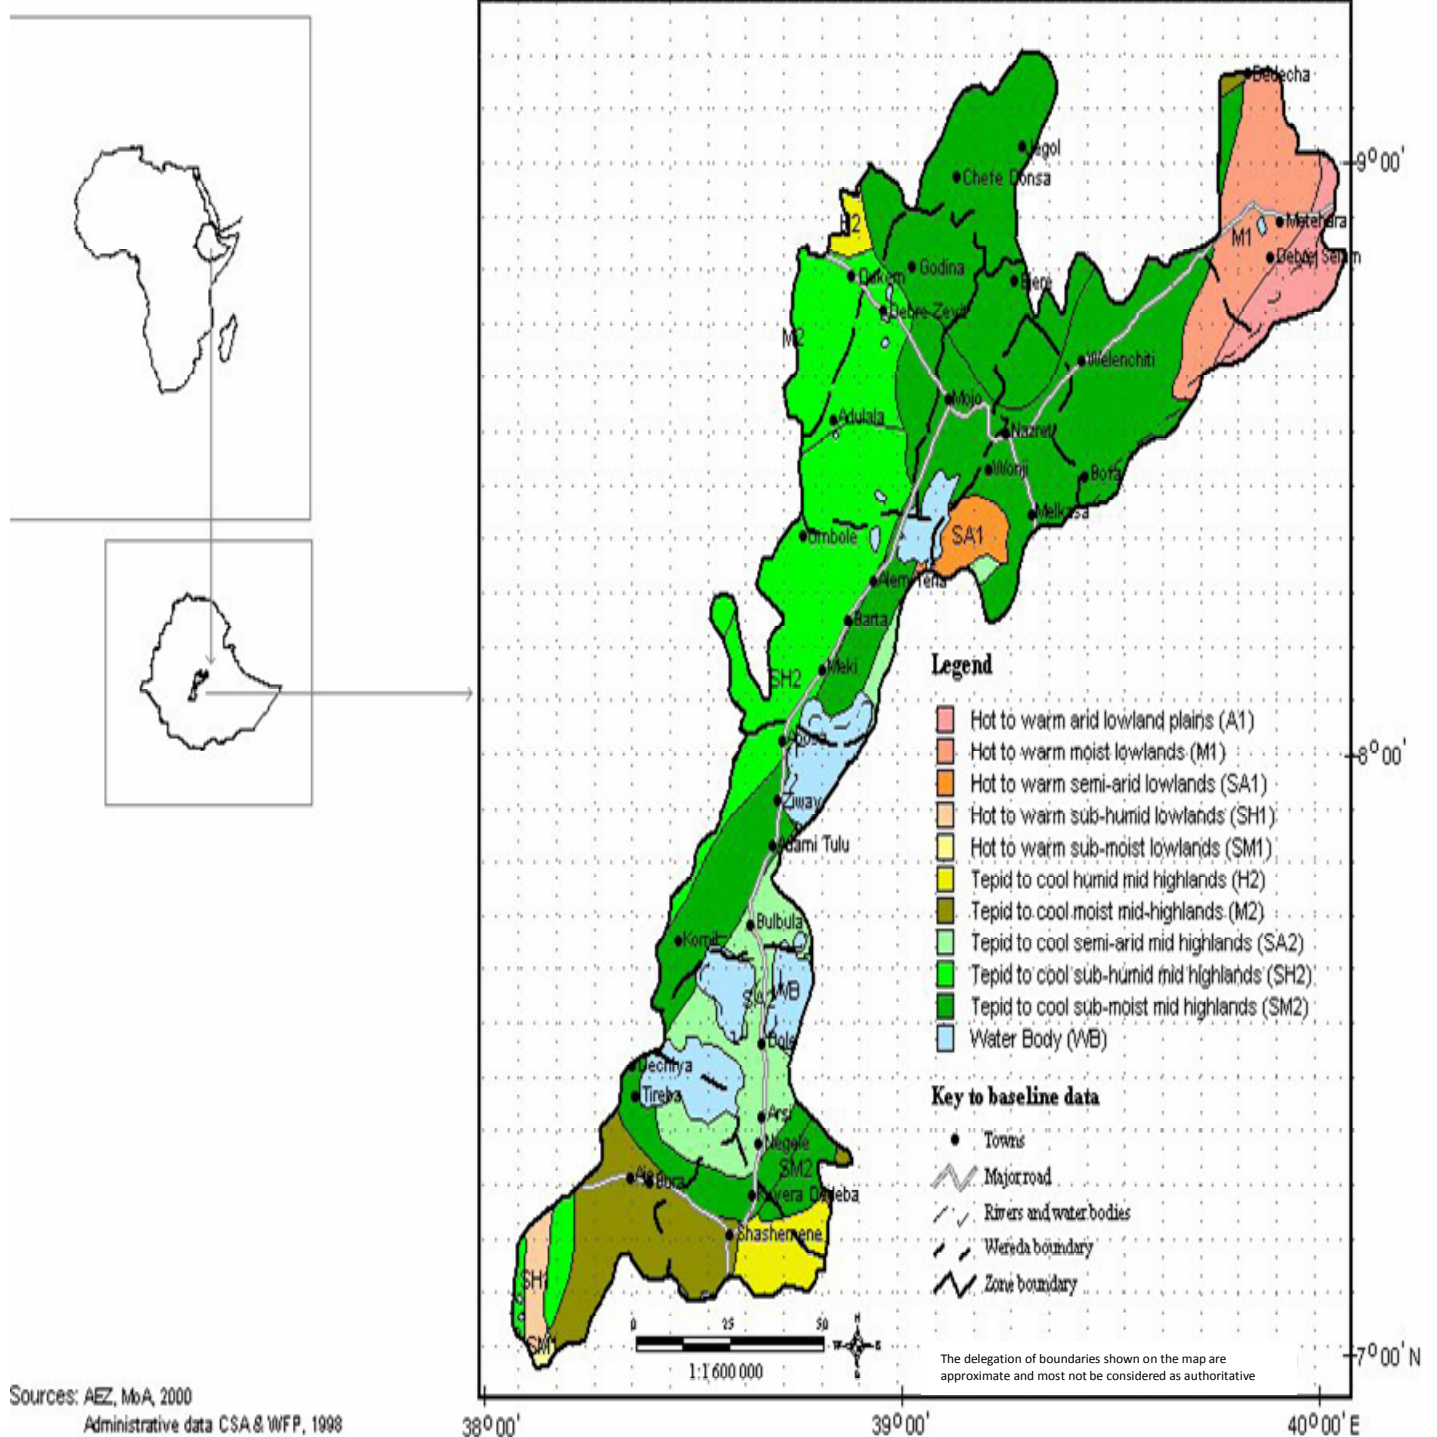 Dedecha
Jegol
9°00'
Chefe Donsa
H2
Metehara
M1
Godina
Dukem
Bere
Debre Zeyit
M2
Welenchiti
Mojo
Adulala
Nazret
Wonji
Bofa
Melkasa
SA1
Ombole
Alem Tena
Barta
Meki
SH2
Legend
Hot to warm arid lowland plains (A1)
Hot to warm moist lowlands (M1)
8°00'
Hot to warm semi-arid lowlands (SA1)
Ziway
Hot to warm sub-humid lowlands (SH1)
Adami Tulu
Hot to warm sub-moist lowlands (SM1)
Tepid to cool humid mid highlands (H2)
Tepid to cool moist mid-highlands (M2)
Bulbula
Tepid to cool semi-arid mid highlands (SA2)
Tepid to cool sub-humid mid highlands (SH2)
SA2
WB
Tepid to cool sub-moist mid highlands (SM2)
Water Body (WB)
Tireba
Key to baseline data
Arsi
Towns
Negele
SM2
Major road
Aje
Bura
Rivers and water bodies
Shashemene
Wereda boundary
SH1
Zone boundary
0 25 50
N
W E
SM1
1:1600 000
The delegation of boundaries shown on the map are
approximate and most not be considered as authoritative
7°00' N
Sources: AEZ, MoA, 2000
Administrative data CSA & WFP, 1998
38°00' 39°00' 40°00' E